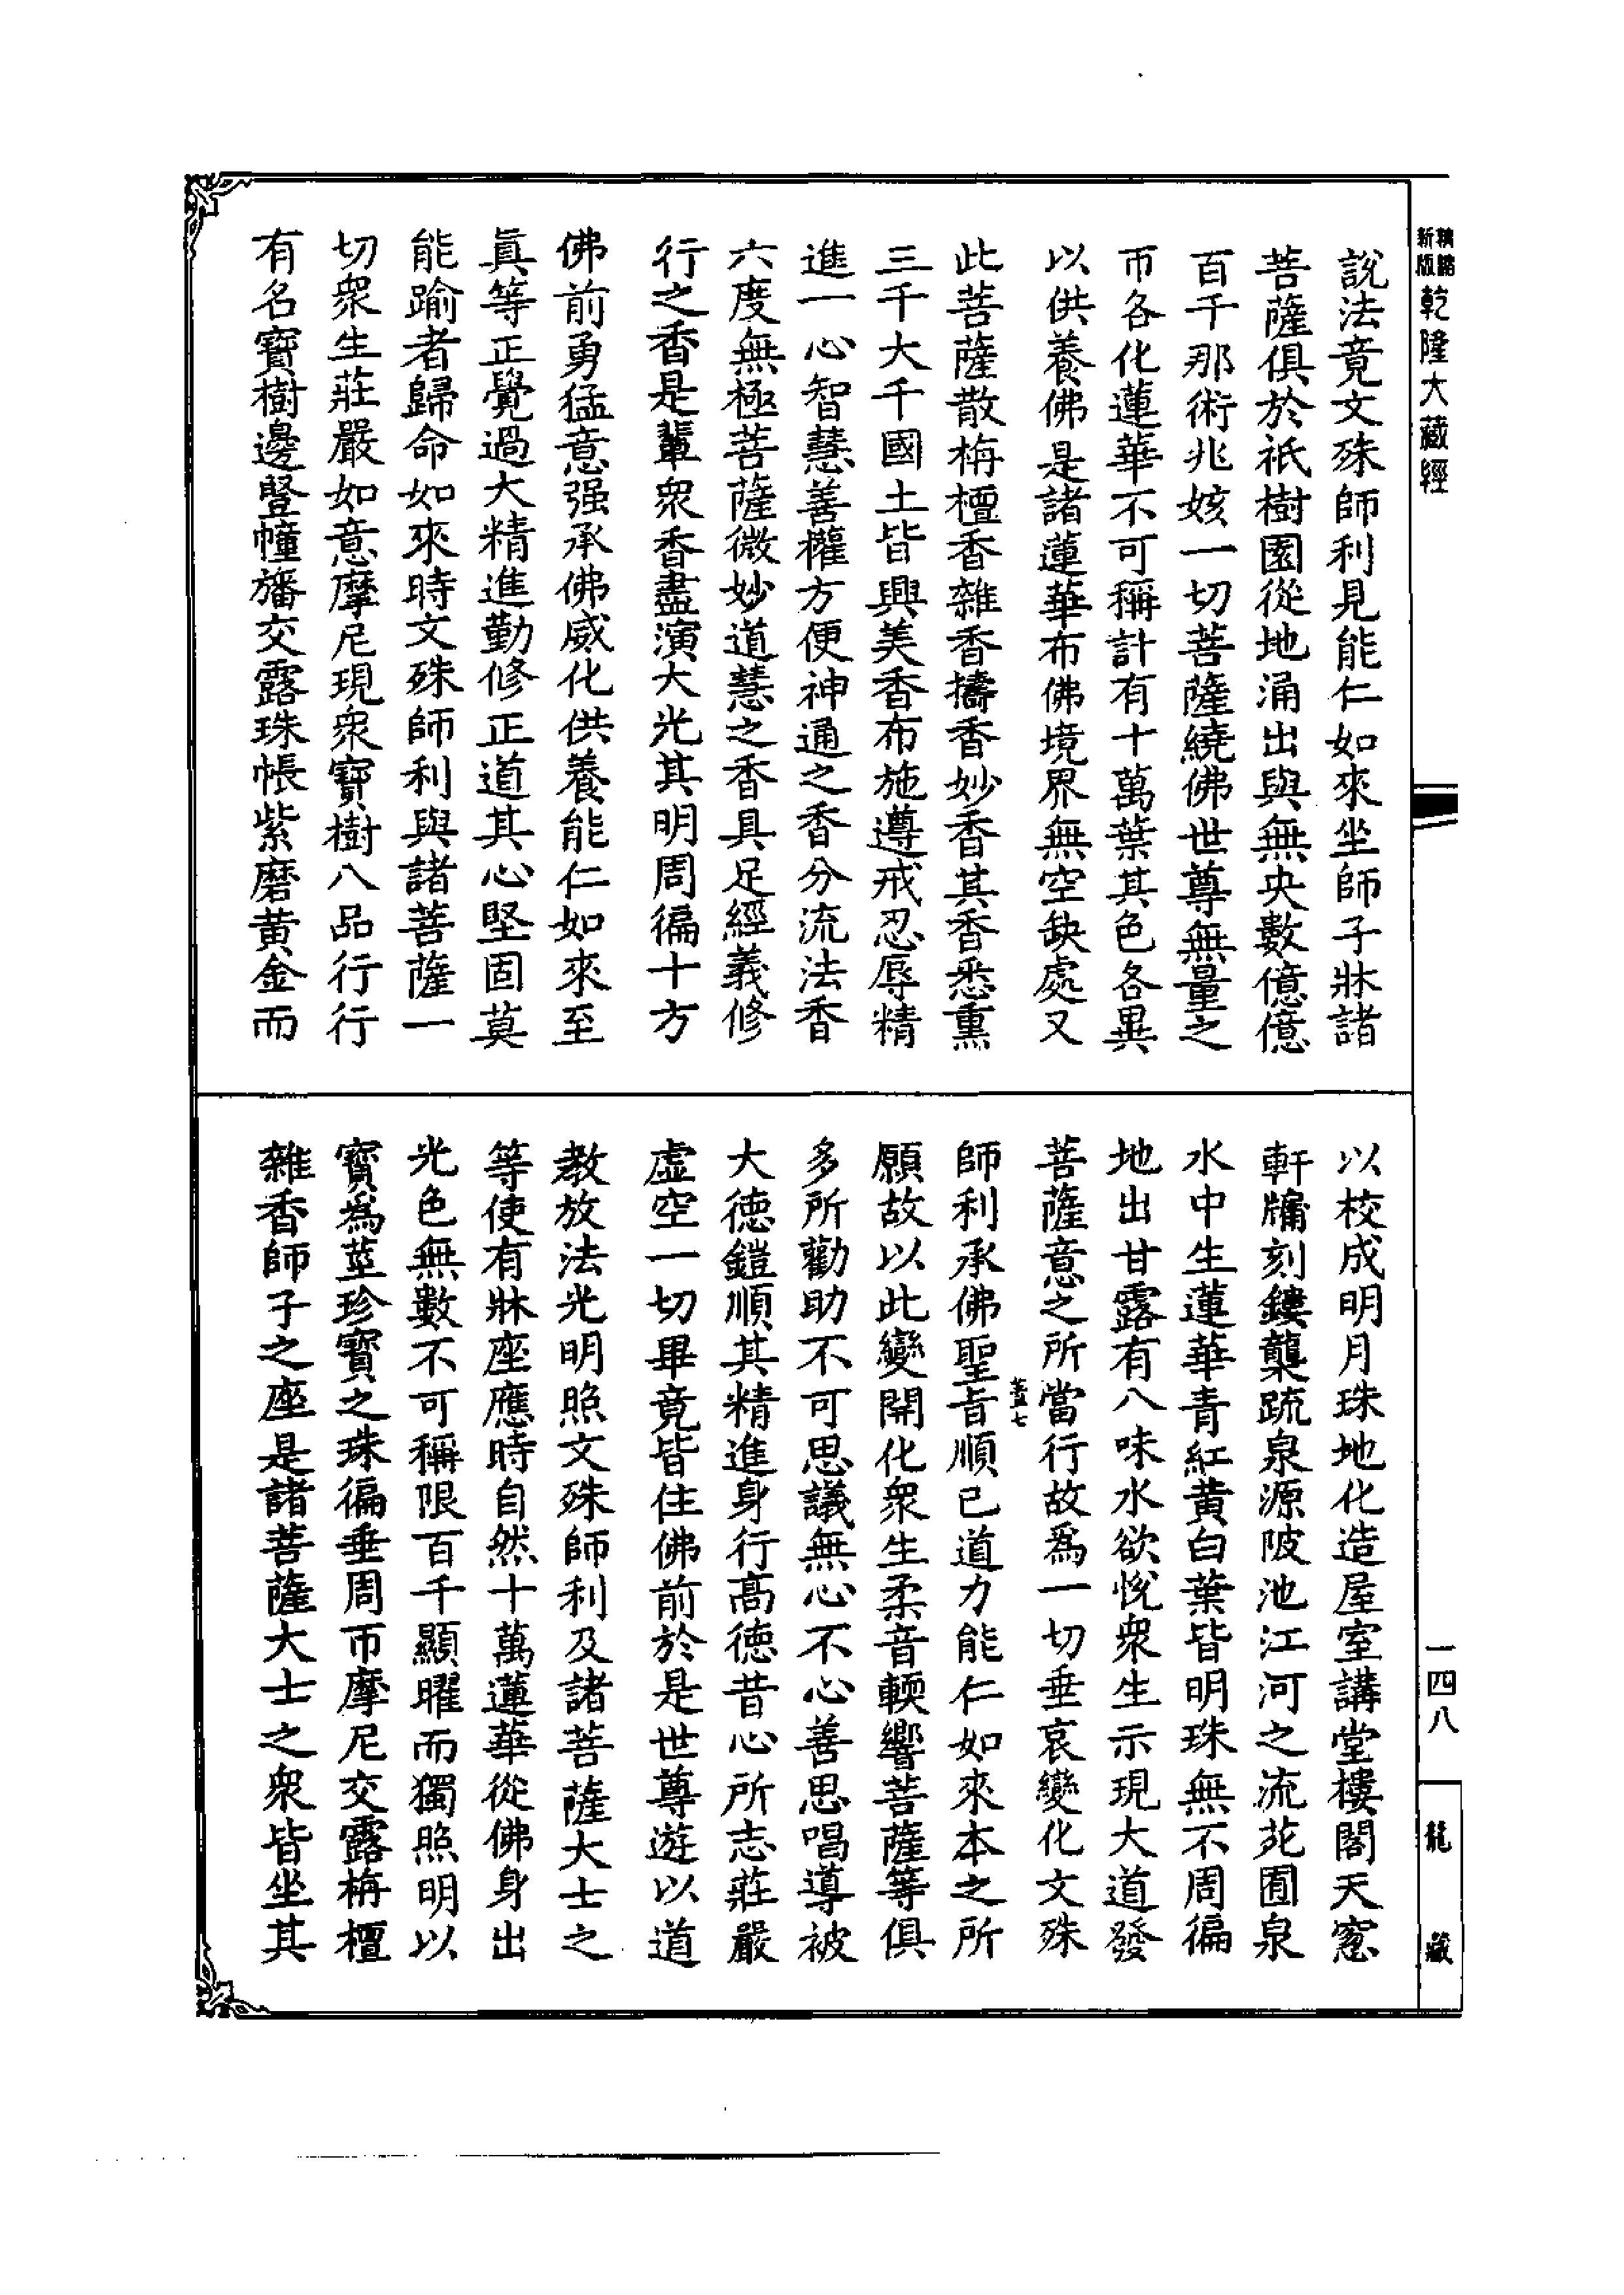 新版
精縮
乾隆大藏經
說法竟文殊師利見能仁如來坐師子牀諸
菩薩俱於祇樹園從地涌出與無央數億億
百千那術兆姟一切菩薩繞佛世尊無量之
帀各化蓮華不可稱計有十萬葉其色各異
以供養佛是諸蓮華布佛境界無空缺處又
此菩薩散栴檀香雜香擣香妙香其香悉熏
三千大千國土皆興美香布施遵戒忍辱精
進一心智慧善權方便神通之香分流法香
六度無極菩薩微妙道慧之香具足經義修
行之香是輩衆香盡演大光其明周徧十方
佛前勇猛意强承佛威化供養能仁如來至
眞等正覺過大精進勤修正道其心堅固莫
能踰者歸命如來時文殊師利與諸菩薩一
切衆生莊嚴如意摩尼現衆寶樹八品行行
有名寶樹邊豎幢旛交露珠帳紫磨黃金而
以校成明月珠地化造屋室講堂樓閣天窻
軒牖刻鏤櫳疏泉源陂池江河之流苑囿泉
水中生蓮華青紅黃白葉皆明珠無不周徧
地出甘露有八味水欲悅衆生示現大道發
菩薩意之所當行故爲一切垂哀變化文殊
蓋七
師利承佛聖旨順已道力能仁如來本之所
願故以此變開化衆生柔音輭響菩薩等俱
多所勸助不可思議無心不心善思唱導被
大德鎧順其精進身行高德昔心所志莊嚴
虛空一切畢竟皆住佛前於是世尊遊以道
教放法光明照文殊師利及諸菩薩大士之
等使有牀座應時自然十萬蓮華從佛身出
光色無數不可稱限百千顯曜而獨照明以
寶爲莖珍寶之珠徧垂周帀摩尼交露栴檀
雜香師子之座是諸菩薩大士之衆皆坐其
一四八
龍藏